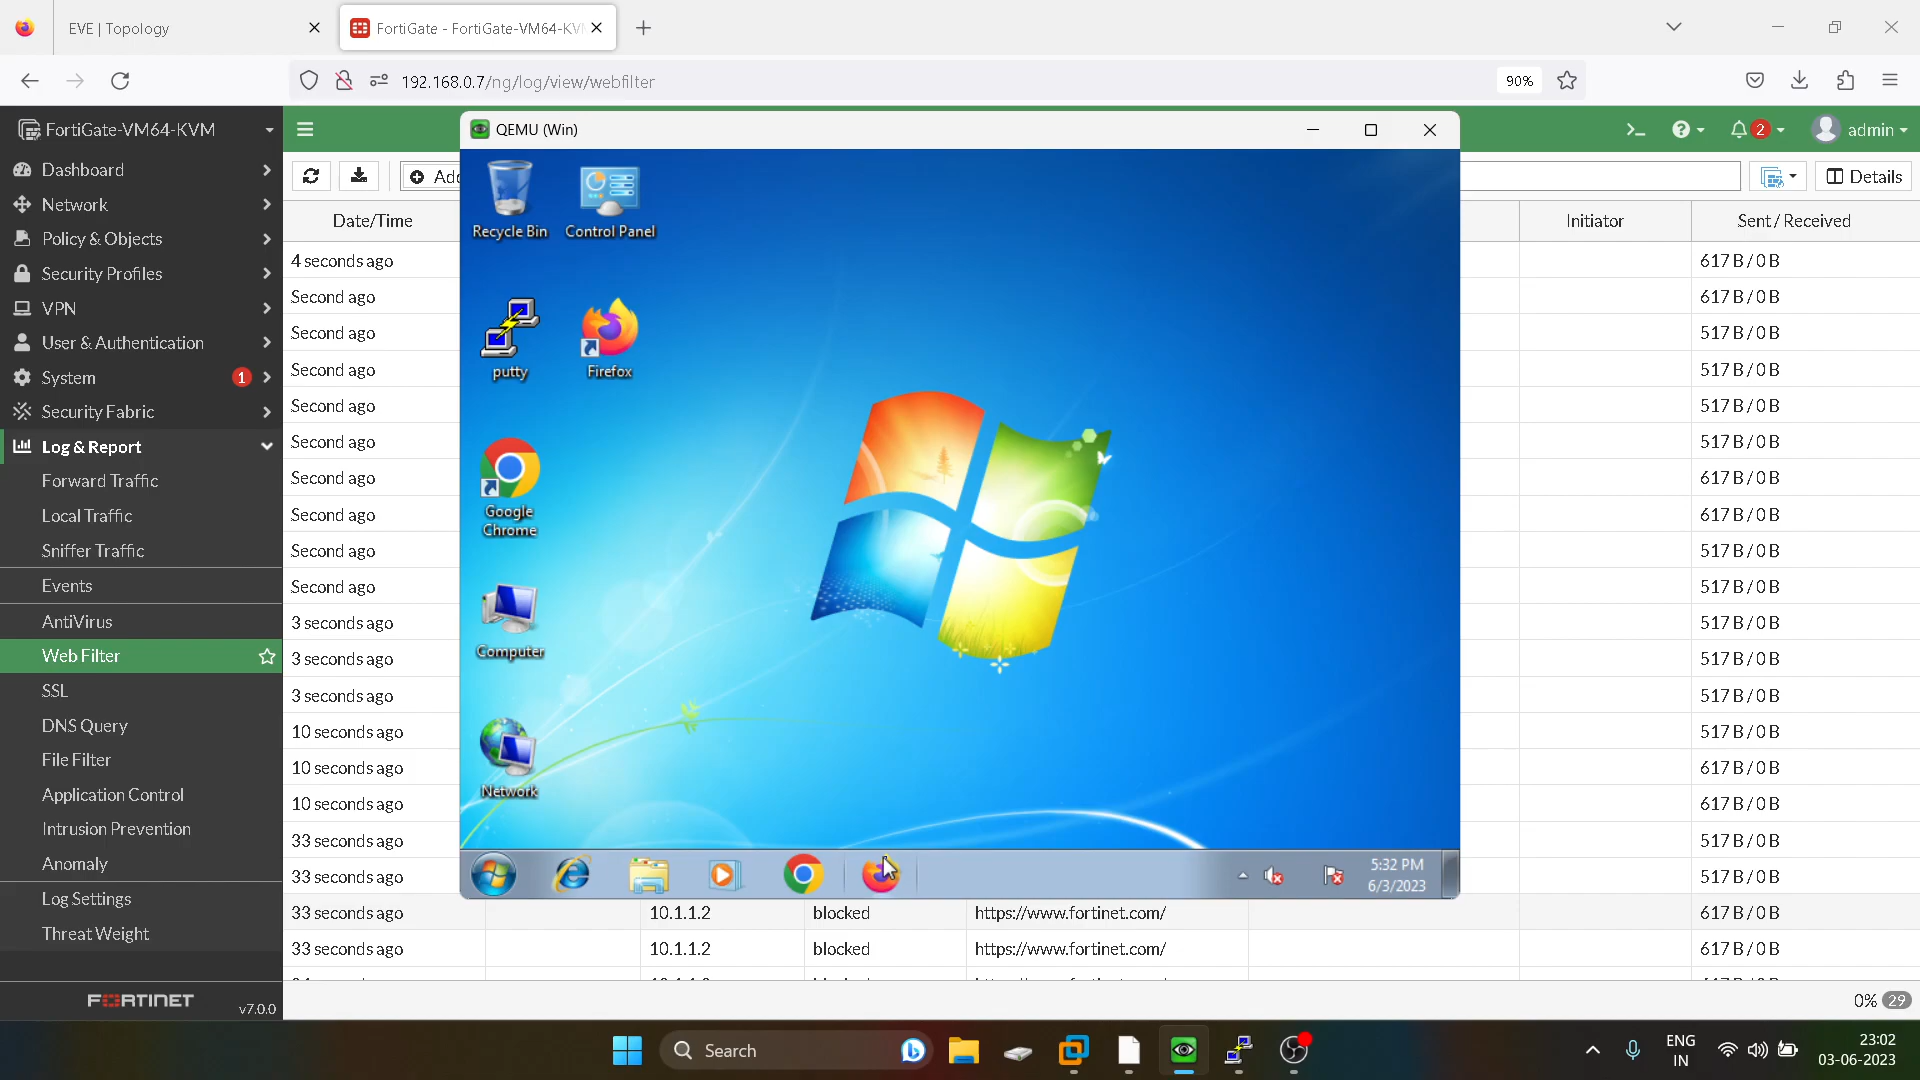 EVE | Topology
FortiGate - FortiGate-VM64-KV
192.168.0.7/ng/log/view/webfilter
90%
FortiGate-VM64-KVM
QEMU (Win)
2
admin
Dashboard
Network
Policy & Objects
Security Profiles
VPN
User & Authentication
System
1
Security Fabric
Log & Report
Forward Traffic
Local Traffic
Sniffer Traffic
Events
AntiVirus
Web Filter
SSL
DNS Query
File Filter
Application Control
Intrusion Prevention
Anomaly
Log Settings
Threat Weight
FORTINET
v7.0.0
Details
Date/Time
Initiator
Sent / Received
4 seconds ago
617 B / 0 B
Second ago
617 B / 0 B
Second ago
517 B / 0 B
Second ago
517 B / 0 B
Second ago
517 B / 0 B
Second ago
517 B / 0 B
Second ago
617 B / 0 B
Second ago
617 B / 0 B
Second ago
517 B / 0 B
Second ago
517 B / 0 B
3 seconds ago
517 B / 0 B
3 seconds ago
517 B / 0 B
3 seconds ago
517 B / 0 B
10 seconds ago
517 B / 0 B
10 seconds ago
617 B / 0 B
10 seconds ago
617 B / 0 B
33 seconds ago
517 B / 0 B
33 seconds ago
517 B / 0 B
33 seconds ago
10.1.1.2
blocked
https://www.fortinet.com/
617 B / 0 B
33 seconds ago
10.1.1.2
blocked
https://www.fortinet.com/
617 B / 0 B
0%
29
Recycle Bin
Control Panel
putty
Firefox
Google
Chrome
Computer
Network
5:32 PM
6/3/2023
Search
ENG
IN
23:02
03-06-2023